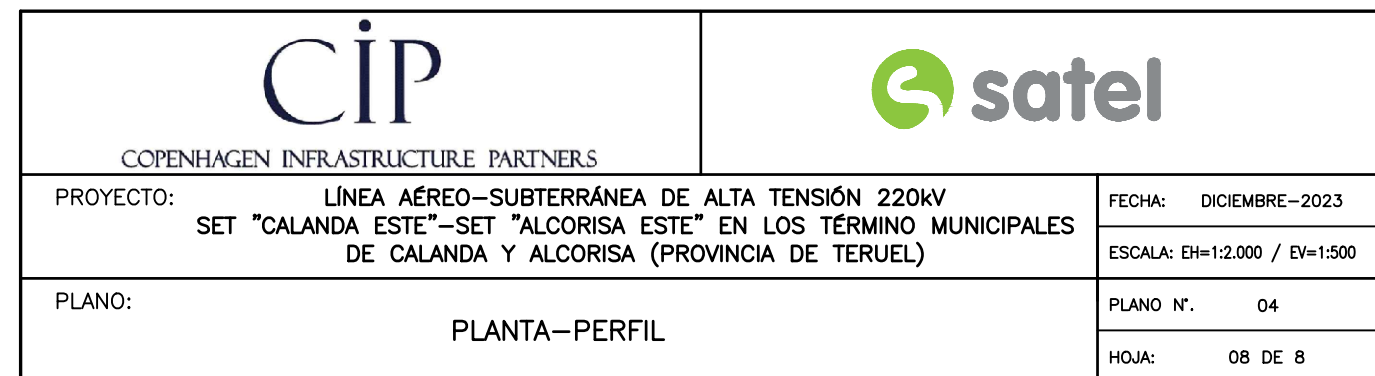 CIP
COPENHAGEN INFRASTRUCTURE PARTNERS
satel
PROYECTO:
LÍNEA AÉREO-SUBTERRÁNEA DE ALTA TENSIÓN 220kV
SET "CALANDA ESTE"-SET "ALCORISA ESTE" EN LOS TÉRMINO MUNICIPALES
DE CALANDA Y ALCORISA (PROVINCIA DE TERUEL)
FECHA: DICIEMBRE-2023
ESCALA: EH=1:2.000 / EV=1:500
PLANO:
PLANTA-PERFIL
PLANO Nº. 04
HOJA: 08 DE 8